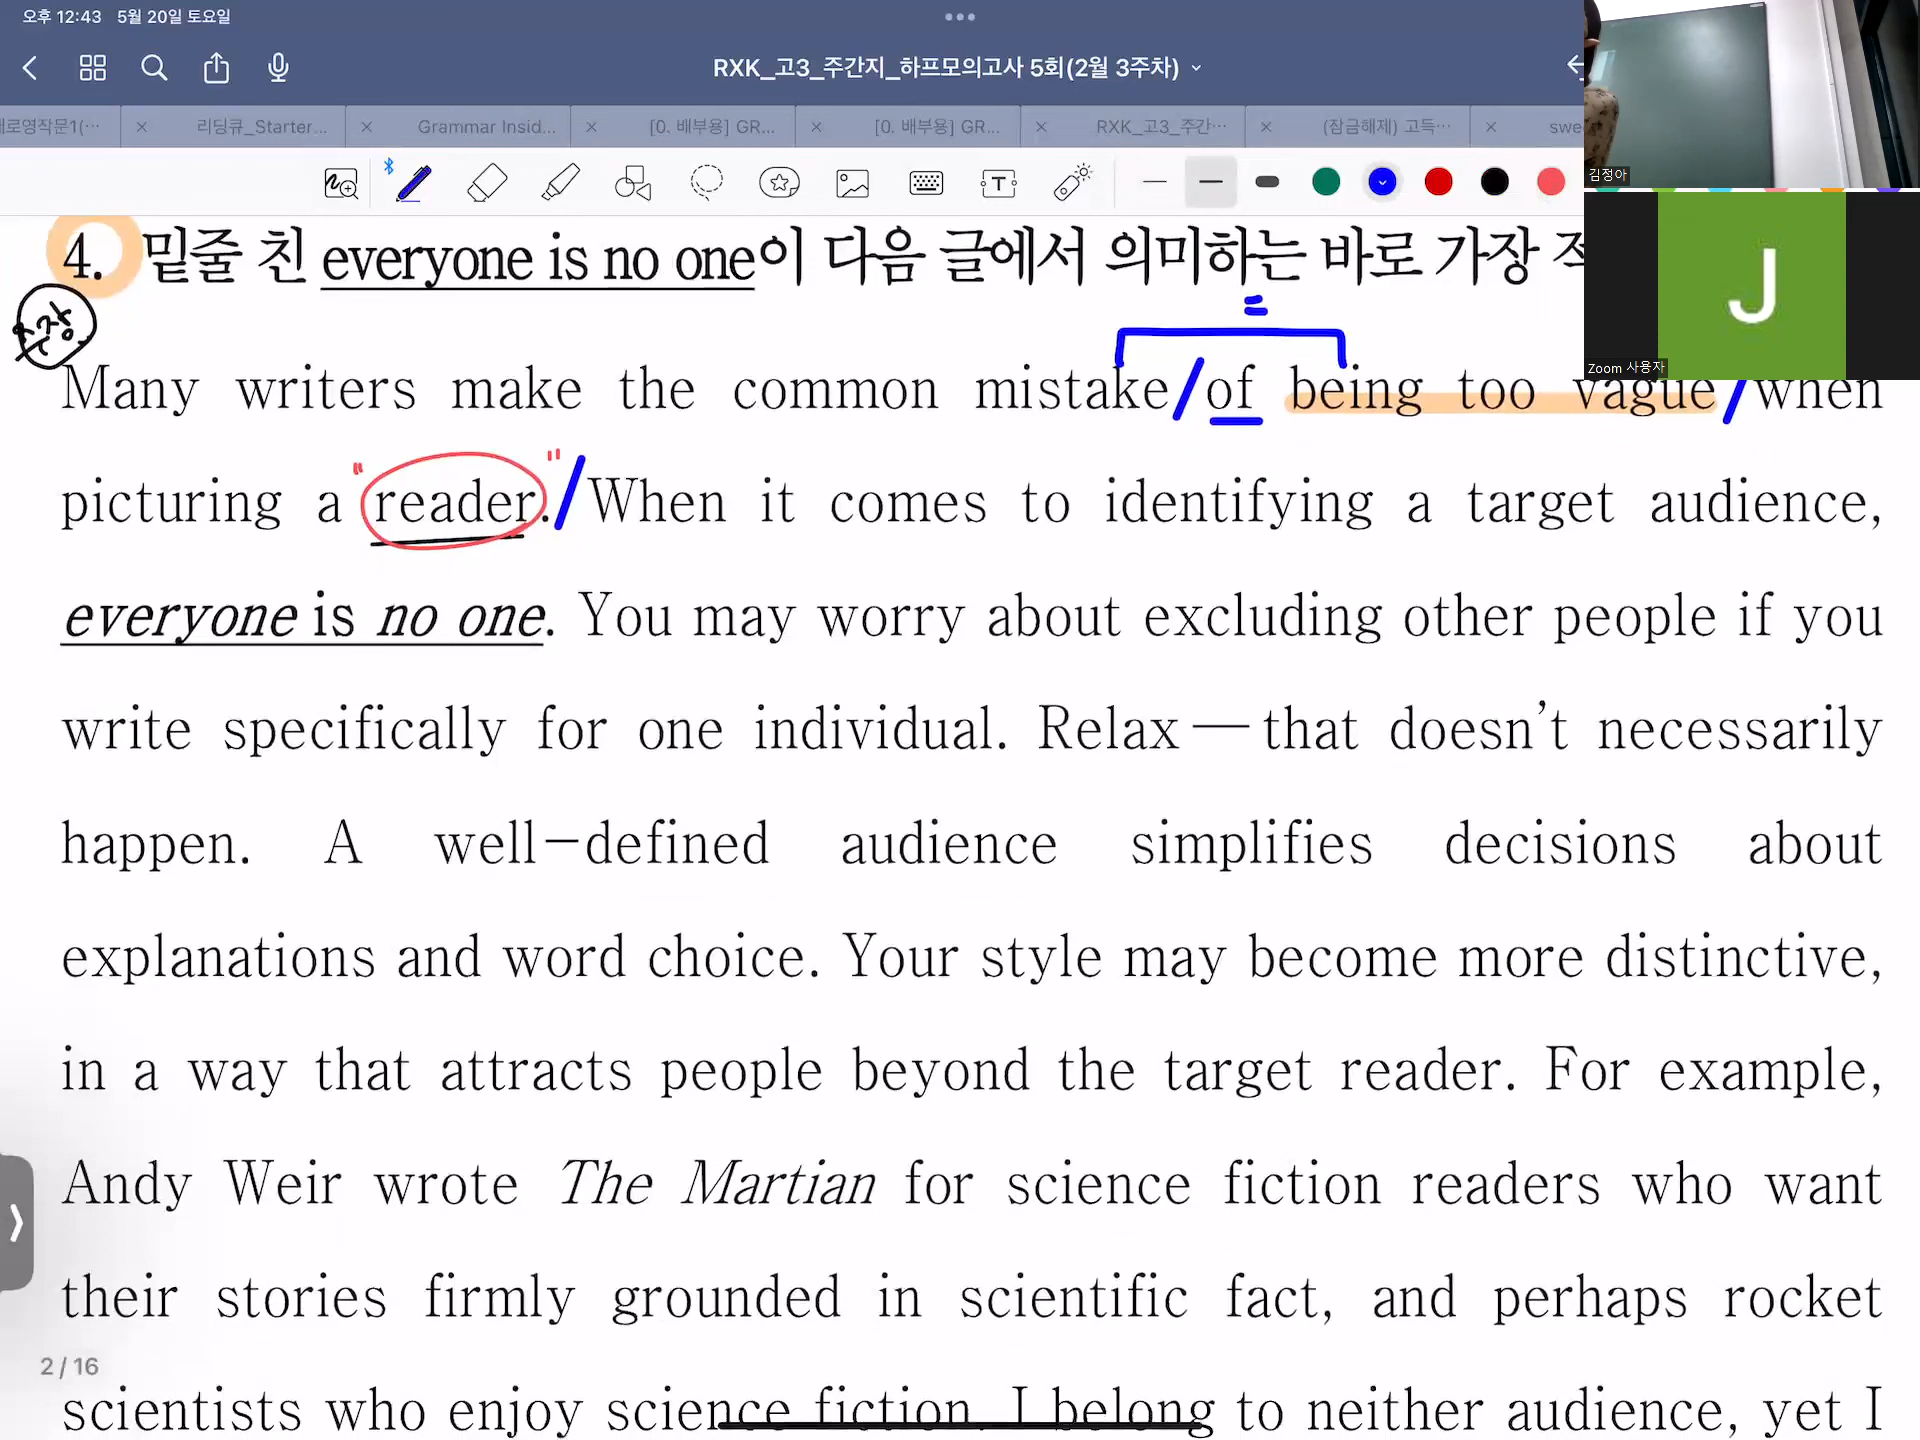 오후 12:43 5월 20일 토요일
RXK_고3_주간지_하프모의고사 5회(2월 3주차)
리딩큐_Starter... Grammar Insid... [0. 배부용] GR... [0. 배부용] GR... RXK_고3_주간... (잠금해제) 고득...
김정아
J
Zoom 사용자
4. 밑줄 친 everyone is no one이 다음 글에서 의미하는 바로 가장
Many writers make the common mistake / of being too vague / when
picturing a "reader." / When it comes to identifying a target audience,
everyone is no one. You may worry about excluding other people if you
write specifically for one individual. Relax — that doesn't necessarily
happen. A well-defined audience simplifies decisions about
explanations and word choice. Your style may become more distinctive,
in a way that attracts people beyond the target reader. For example,
Andy Weir wrote The Martian for science fiction readers who want
their stories firmly grounded in scientific fact, and perhaps rocket
2 / 16
scientists who enjoy science fiction. I belong to neither audience, yet I